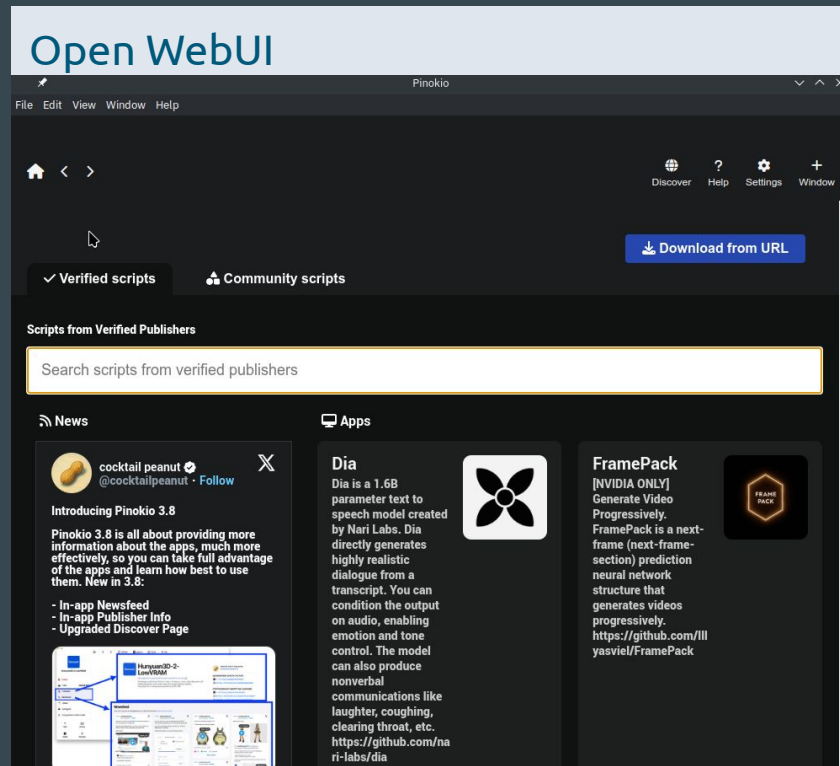 Open WebUI
Pinokio
File Edit View Window Help
Discover Help Settings Window
Download from URL
Verified scripts
Community scripts
Scripts from Verified Publishers
Search scripts from verified publishers
News
cocktail peanut
@cocktailpeanut · Follow
Introducing Pinokio 3.8
Pinokio 3.8 is all about providing more
information about the apps, much more
effectively, so you can take full advantage
of the apps and learn how best to use
them. New in 3.8:
- In-app Newsfeed
- In-app Publisher Info
- Upgraded Discover Page
Hunyuan3D-2-
LowVRAM
Apps
Dia
Dia is a 1.6B
parameter text to
speech model created
by Nari Labs. Dia
directly generates
highly realistic
dialogue from a
transcript. You can
condition the output
on audio, enabling
emotion and tone
control. The model
can also produce
nonverbal
communications like
laughter, coughing,
clearing throat, etc.
https://github.com/na
ri-labs/dia
FramePack
[NVIDIA ONLY]
Generate Video
Progressively.
FramePack is a next-
frame (next-frame-
section) prediction
neural network
structure that
generates videos
progressively.
https://github.com/lll
yasviel/FramePack
FRAME
PACK